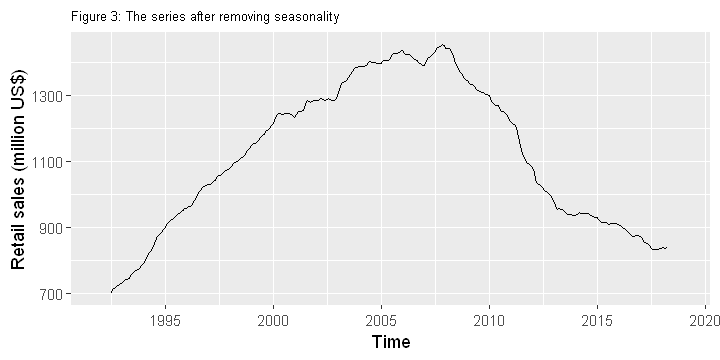 Figure 3: The series after removing seasonality
Retail sales (million US$)
1300
1100
900
700
1995 2000 2005 2010 2015 2020
Time